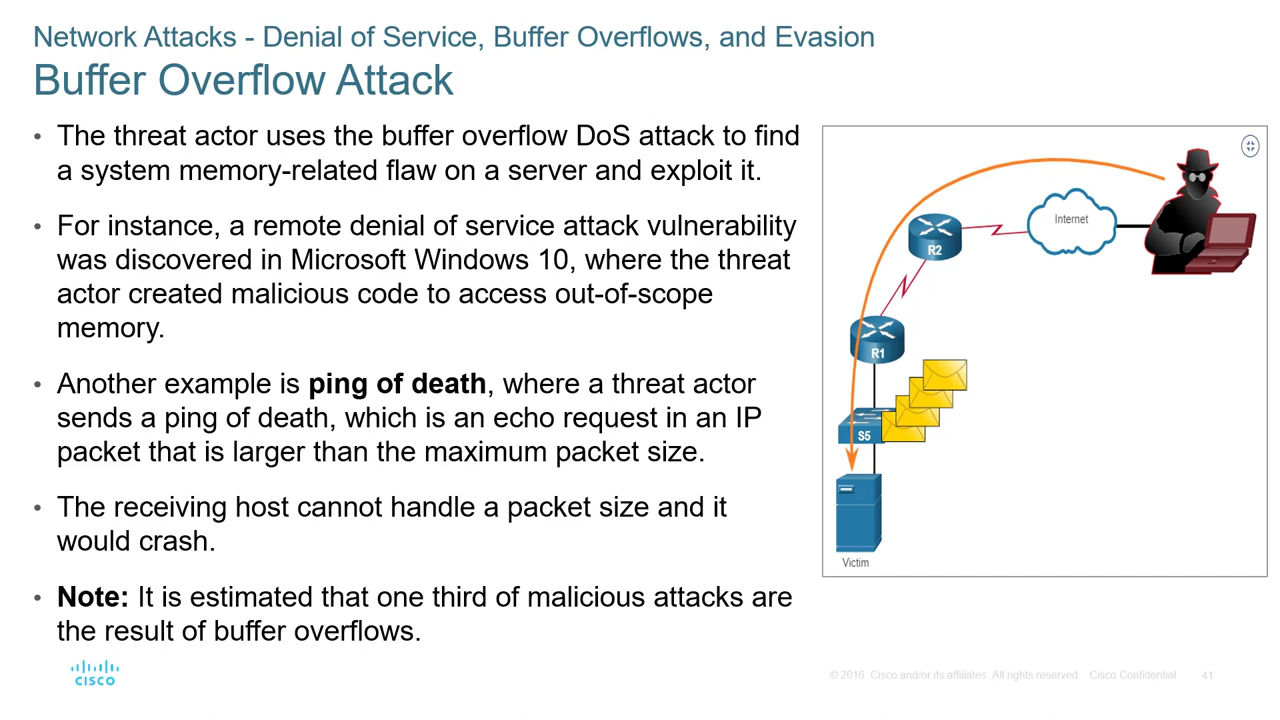 Network Attacks - Denial of Service, Buffer Overflows, and Evasion
Buffer Overflow Attack
• The threat actor uses the buffer overflow DoS attack to find
a system memory-related flaw on a server and exploit it.
• For instance, a remote denial of service attack vulnerability
was discovered in Microsoft Windows 10, where the threat
actor created malicious code to access out-of-scope
memory.
• Another example is ping of death, where a threat actor
sends a ping of death, which is an echo request in an IP
packet that is larger than the maximum packet size.
• The receiving host cannot handle a packet size and it
would crash.
• Note: It is estimated that one third of malicious attacks are
the result of buffer overflows.
Internet
R2
R1
S5
Victim
CISCO
© 2016 Cisco and/or its affiliates. All rights reserved. Cisco Confidential
41